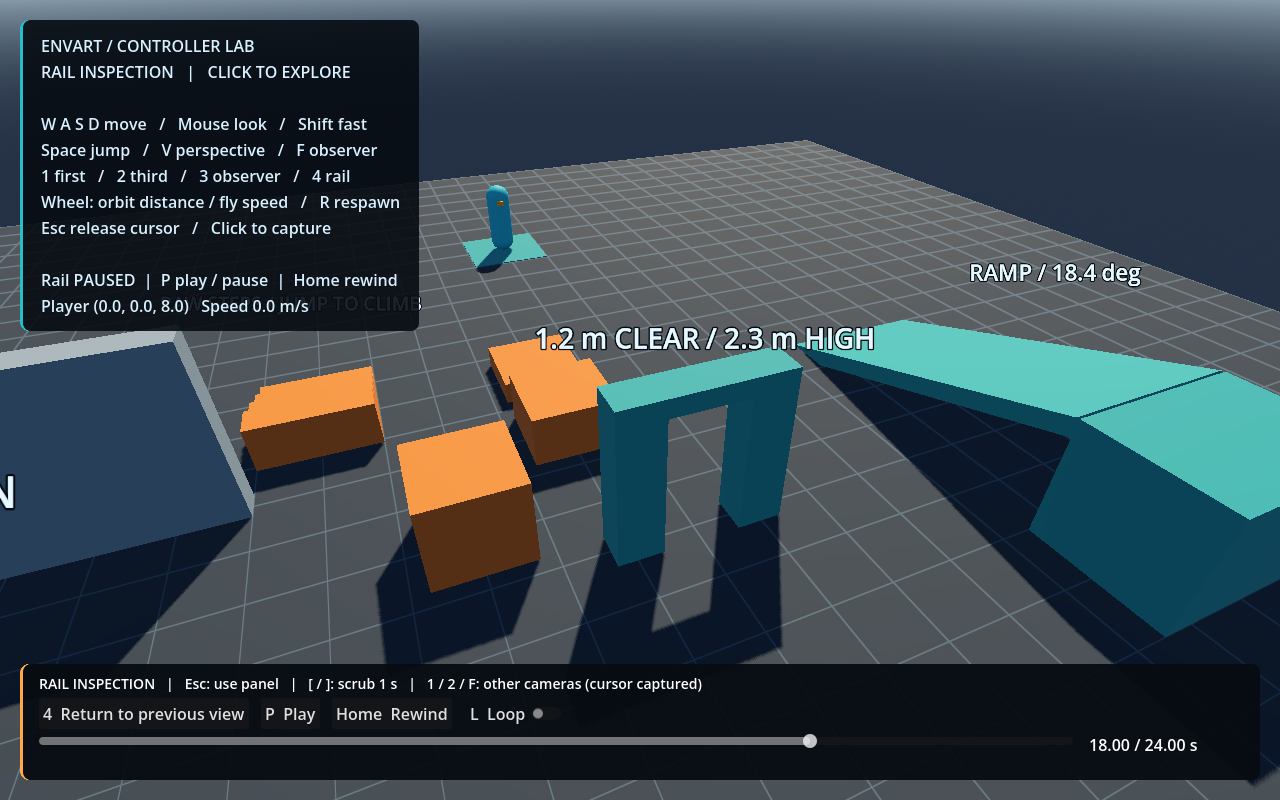 ENVART / CONTROLLER LAB
RAIL INSPECTION | CLICK TO EXPLORE
W A S D move / Mouse look / Shift fast
Space jump / V perspective / F observer
1 first / 2 third / 3 observer / 4 rail
Wheel: orbit distance / fly speed / R respawn
Esc release cursor / Click to capture
Rail PAUSED | P play / pause | Home rewind
Player (0.0, 0.0, 8.0) Speed 0.0 m/s
JUMP TO CLIMB
RAMP / 18.4 deg
1.2 m CLEAR / 2.3 m HIGH
N
RAIL INSPECTION | Esc: use panel | [ / ]: scrub 1 s | 1 / 2 / F: other cameras (cursor captured)
4 Return to previous view P Play Home Rewind L Loop
18.00 / 24.00 s